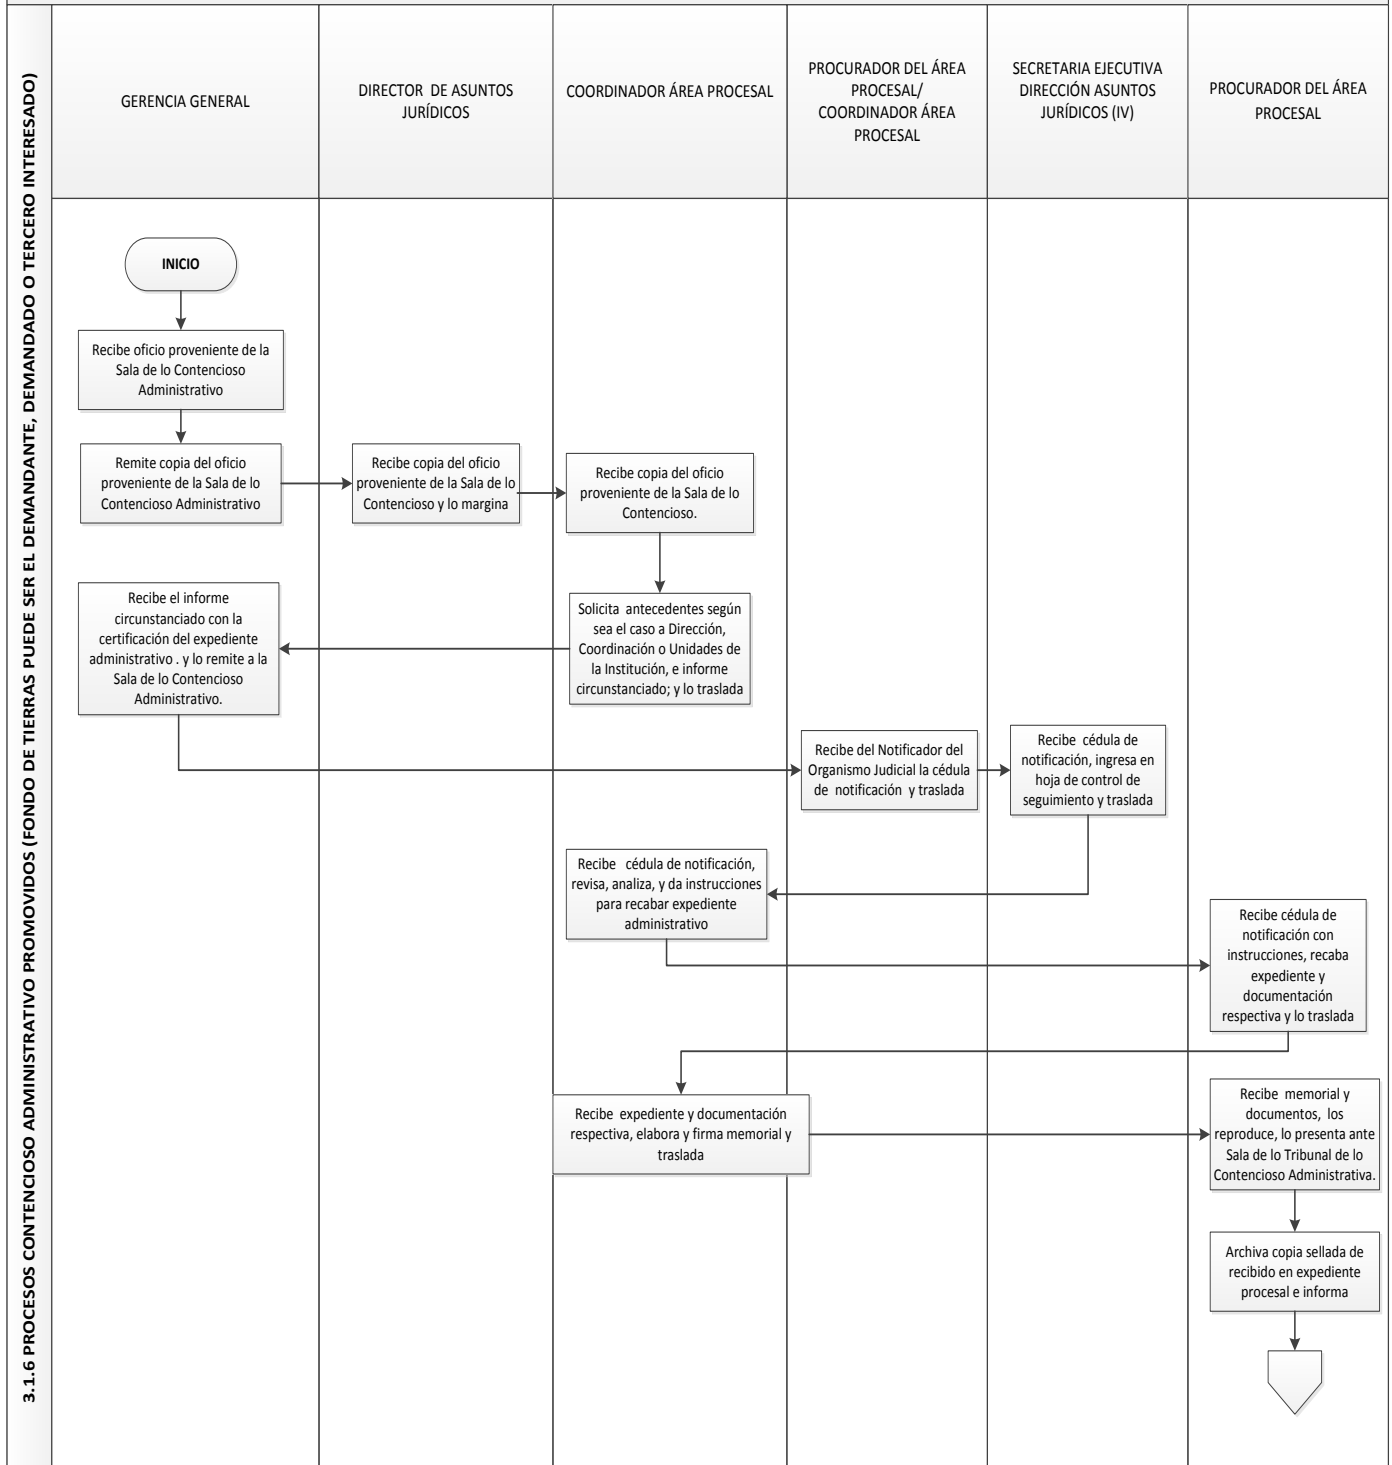 3.1.6 PROCESOS CONTENCIOSO ADMINISTRATIVO PROMOVIDOS (FONDO DE TIERRAS PUEDE SER EL DEMANDANTE, DEMANDADO O TERCERO INTERESADO)
GERENCIA GENERAL
DIRECTOR DE ASUNTOS
JURÍDICOS
COORDINADOR ÁREA PROCESAL
PROCURADOR DEL ÁREA
PROCESAL/
COORDINADOR ÁREA
PROCESAL
SECRETARIA EJECUTIVA
DIRECCIÓN ASUNTOS
JURÍDICOS (IV)
PROCURADOR DEL ÁREA
PROCESAL
INICIO
Recibe oficio proveniente de la
Sala de lo Contencioso
Administrativo
Remite copia del oficio
proveniente de la Sala de lo
Contencioso Administrativo
Recibe copia del oficio
proveniente de la Sala de lo
Contencioso y lo margina
Recibe copia del oficio
proveniente de la Sala de lo
Contencioso.
Solicita antecedentes según
sea el caso a Dirección,
Coordinación o Unidades de
la Institución, e informe
circunstanciado; y lo traslada
Recibe el informe
circunstanciado con la
certificación del expediente
administrativo . y lo remite a la
Sala de lo Contencioso
Administrativo.
Recibe del Notificador del
Organismo Judicial la cédula
de notificación y traslada
Recibe cédula de
notificación, ingresa en
hoja de control de
seguimiento y traslada
Recibe cédula de notificación,
revisa, analiza, y da instrucciones
para recabar expediente
administrativo
Recibe cédula de
notificación con
instrucciones, recaba
expediente y
documentación
respectiva y lo traslada
Recibe expediente y documentación
respectiva, elabora y firma memorial y
traslada
Recibe memorial y
documentos, los
reproduce, lo presenta ante
Sala de lo Tribunal de lo
Contencioso Administrativa.
Archiva copia sellada de
recibido en expediente
procesal e informa